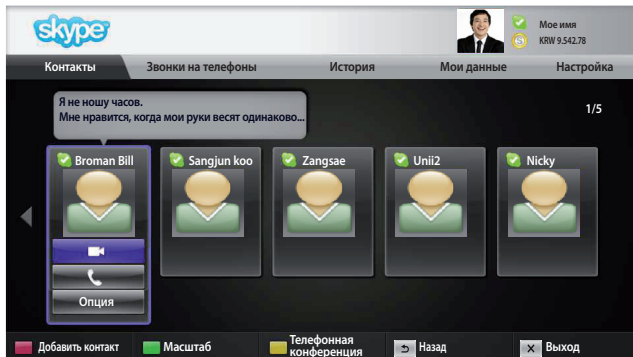 skype
Мое имя
KRW 9.542.78
Контакты
Звонки на телефоны
История
Мои данные
Настройка
Я не ношу часов.
Мне нравится, когда мои руки весят одинаково...
1/5
Broman Bill
Sangjun koo
Zangsae
Unii2
Nicky
Опция
Добавить контакт
Масштаб
Телефонная
конференция
Назад
Выход